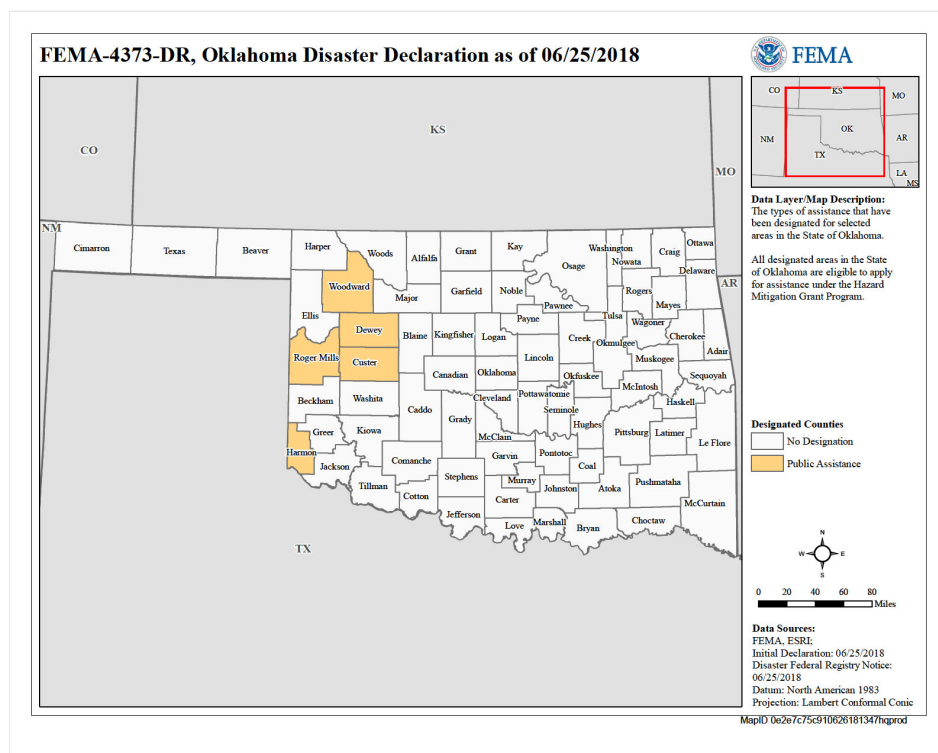 FEMA-4373-DR, Oklahoma Disaster Declaration as of 06/25/2018
FEMA
CO
KS
MO
NM
OK
AR
TX
LA
MS
KS
CO
MO
NM
AR
TX
Cimarron
Texas
Beaver
Harper
Woods
Alfalfa
Grant
Kay
Osage
Washington
Nowata
Craig
Ottawa
Delaware
Woodward
Major
Garfield
Noble
Pawnee
Rogers
Mayes
Ellis
Dewey
Blaine
Kingfisher
Logan
Payne
Creek
Tulsa
Wagoner
Cherokee
Adair
Okmulgee
Muskogee
Sequoyah
Roger Mills
Custer
Canadian
Oklahoma
Lincoln
Okfuskee
McIntosh
Haskell
Beckham
Washita
Caddo
Grady
Cleveland
Pottawatomie
Seminole
Hughes
Pittsburg
Latimer
Le Flore
Harmon
Greer
Kiowa
McClain
Jackson
Comanche
Garvin
Pontotoc
Coal
Tillman
Cotton
Stephens
Murray
Johnston
Atoka
Pushmataha
McCurtain
Carter
Jefferson
Love
Marshall
Bryan
Choctaw
Data Layer/Map Description:
The types of assistance that have
been designated for selected
areas in the State of Oklahoma.
All designated areas in the State
of Oklahoma are eligible to apply
for assistance under the Hazard
Mitigation Grant Program.
Designated Counties
No Designation
Public Assistance
N
W
E
S
0 20 40 60 80
Miles
Data Sources:
FEMA, ESRI;
Initial Declaration: 06/25/2018
Disaster Federal Registry Notice:
06/25/2018
Datum: North American 1983
Projection: Lambert Conformal Conic
MapID 0e2e7c75c910626181347hqprod